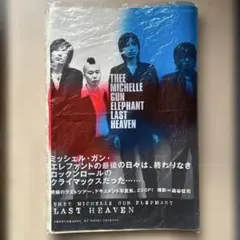 THEE MICHELLE
GUN
ELEPHANT
LAST
HEAVEN
ミッシェル・ガン・
エレファントの最後の日々は、終わりなき
ロックンロールの
クライマックスだった……
THEE MICHELLE GUN ELEPHANT
LAST HEAVEN